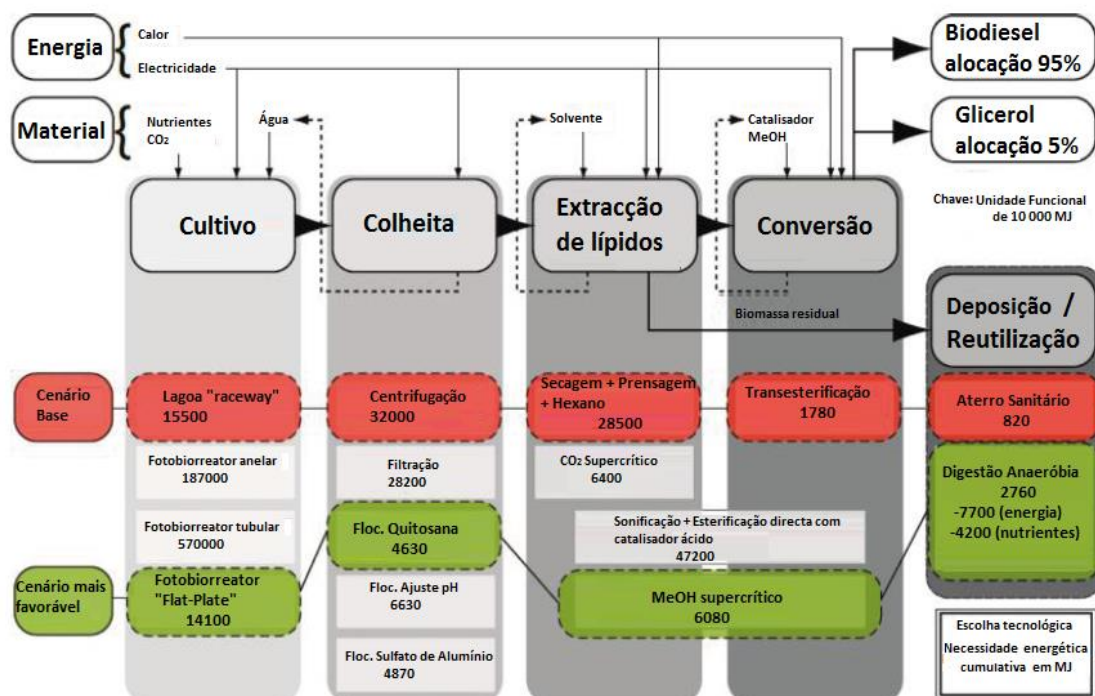 Energia
Calor
Electricidade
Biodiesel
alocação 95%
Material
Nutrientes
CO₂
Água
Solvente
Catalisador
MeOH
Glicerol
alocação 5%
Chave: Unidade Funcional
de 10 000 MJ
Cultivo
Colheita
Extracção
de lípidos
Conversão
Biomassa residual
Deposição /
Reutilização
Cenário
Base
Lagoa "raceway"
15500
Centrifugação
32000
Secagem + Prensagem
+ Hexano
28500
Transesterificação
1780
Aterro Sanitário
820
Fotobiorreator anelar
187000
Filtração
28200
CO₂ Supercrítico
6400
Digestão Anaeróbia
2760
-7700 (energia)
-4200 (nutrientes)
Fotobiorreator tubular
570000
Floc. Quitosana
4630
Sonificação + Esterificação directa com
catalisador ácido
47200
Cenário mais
favorável
Fotobiorreator
"Flat-Plate"
14100
Floc. Ajuste pH
6630
MeOH supercrítico
6080
Floc. Sulfato de Alumínio
4870
Escolha tecnológica
Necessidade energética
cumulativa em MJ